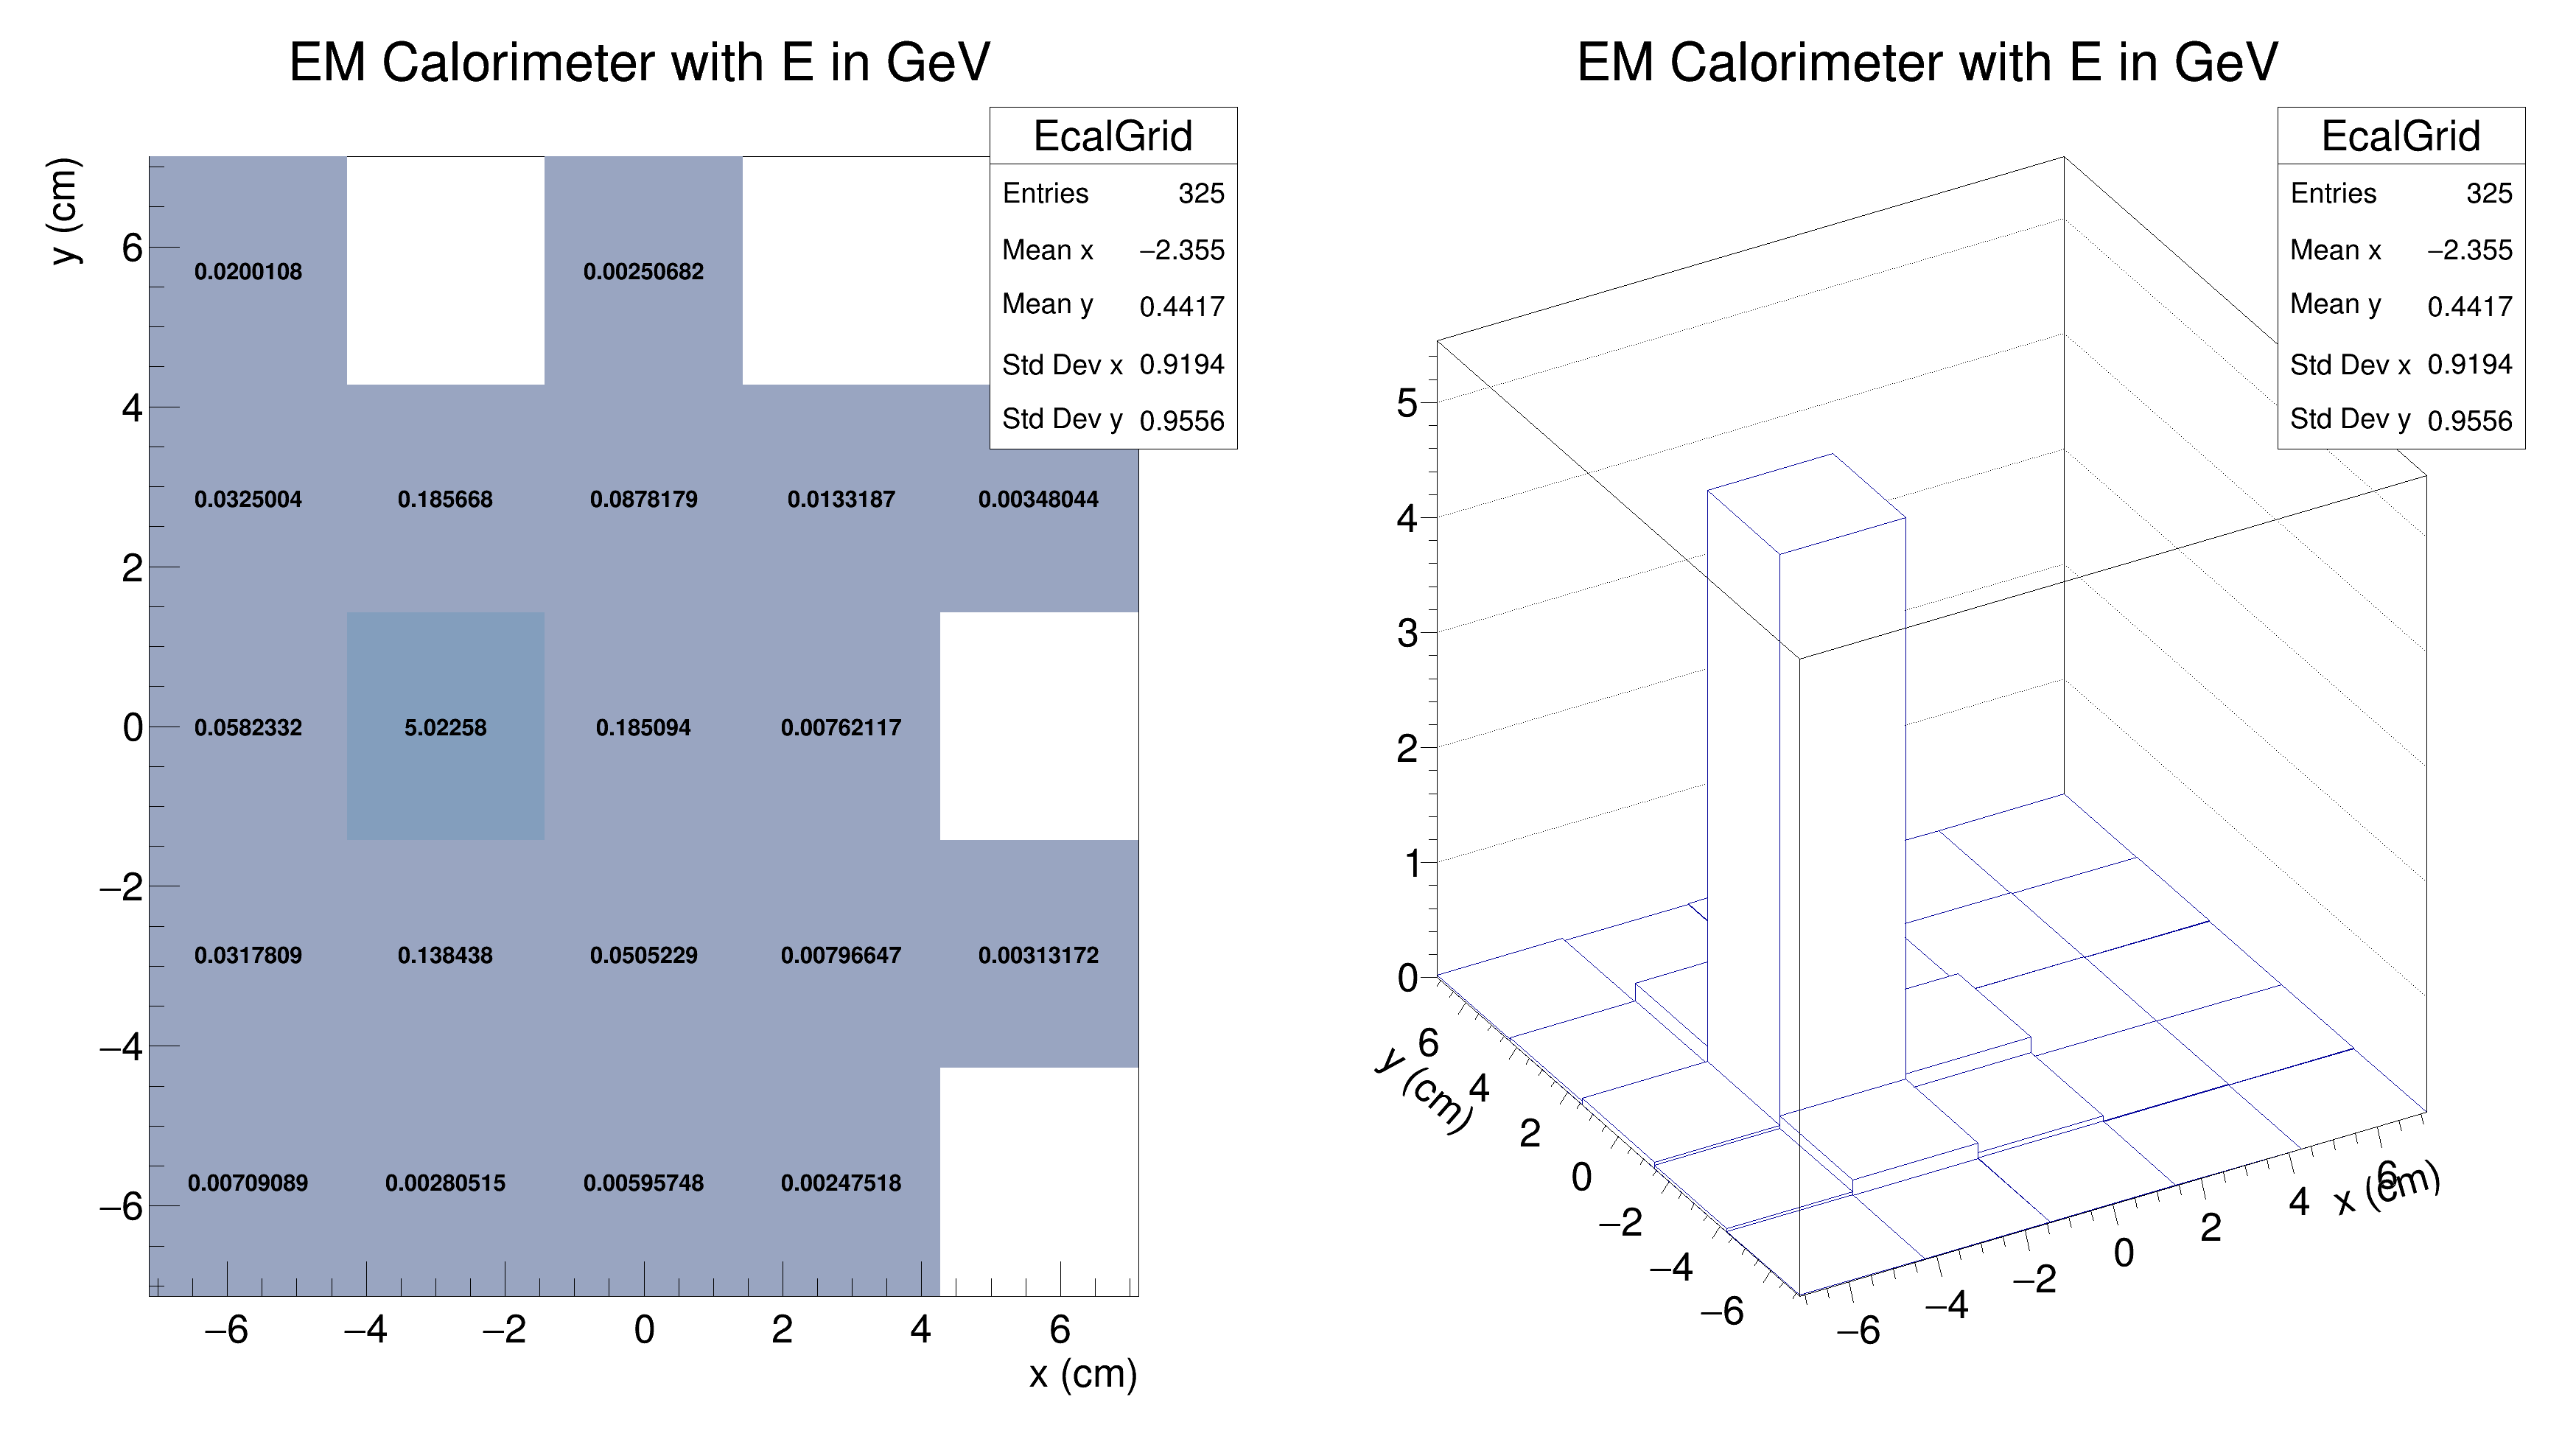 EM Calorimeter with E in GeV
EcalGrid
Entries 325
Mean x −2.355
Mean y 0.4417
Std Dev x 0.9194
Std Dev y 0.9556
y (cm)
6
4
2
0
−2
−4
−6
0.0200108 0.00250682
0.0325004 0.185668 0.0878179 0.0133187 0.00348044
0.0582332 5.02258 0.185094 0.00762117
0.0317809 0.138438 0.0505229 0.00796647 0.00313172
0.00709089 0.00280515 0.00595748 0.00247518
−6 −4 −2 0 2 4 6
x (cm)
EM Calorimeter with E in GeV
EcalGrid
Entries 325
Mean x −2.355
Mean y 0.4417
Std Dev x 0.9194
Std Dev y 0.9556
5
4
3
2
1
0
6
4
2
0
−2
−4
−6
y (cm)
−6
−4
−2
0
2
4
6
x (cm)